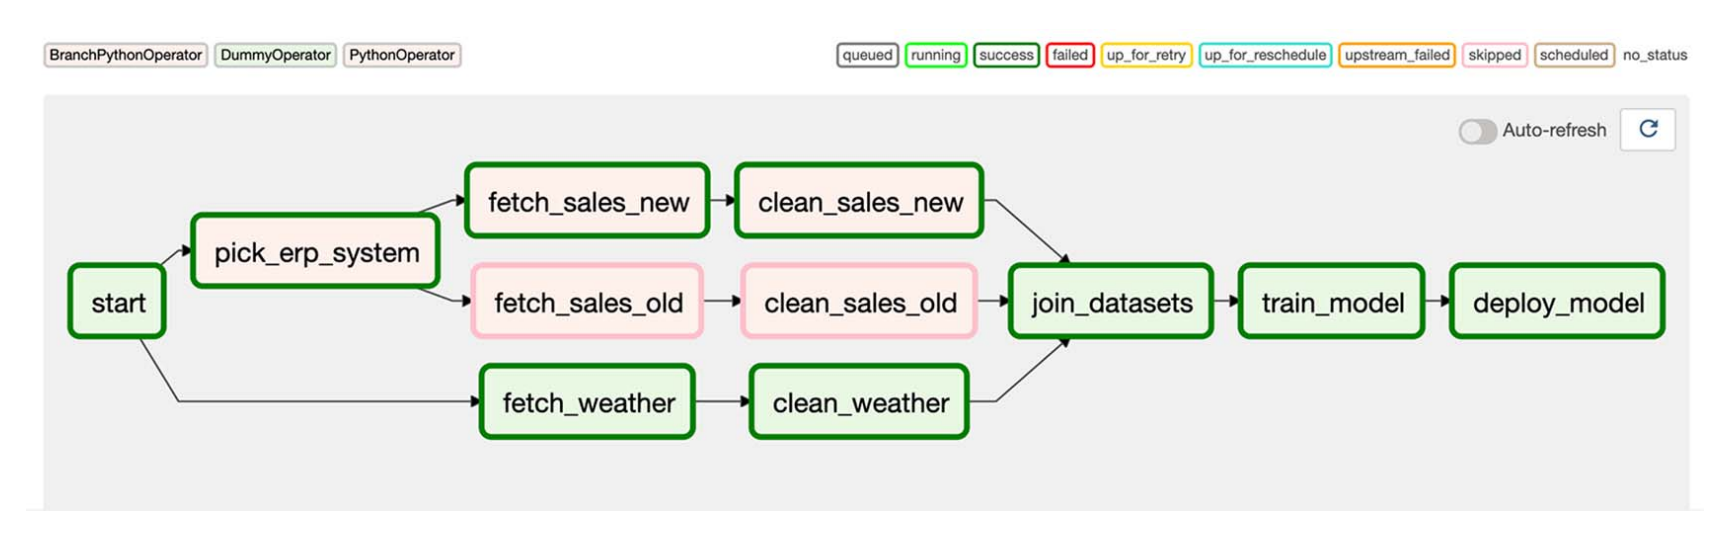 BranchPythonOperator DummyOperator PythonOperator queued running success failed up_for_retry up_for_reschedule upstream_failed skipped scheduled no_status
Auto-refresh
fetch_sales_new clean_sales_new
pick_erp_system
start fetch_sales_old clean_sales_old join_datasets train_model deploy_model
fetch_weather clean_weather